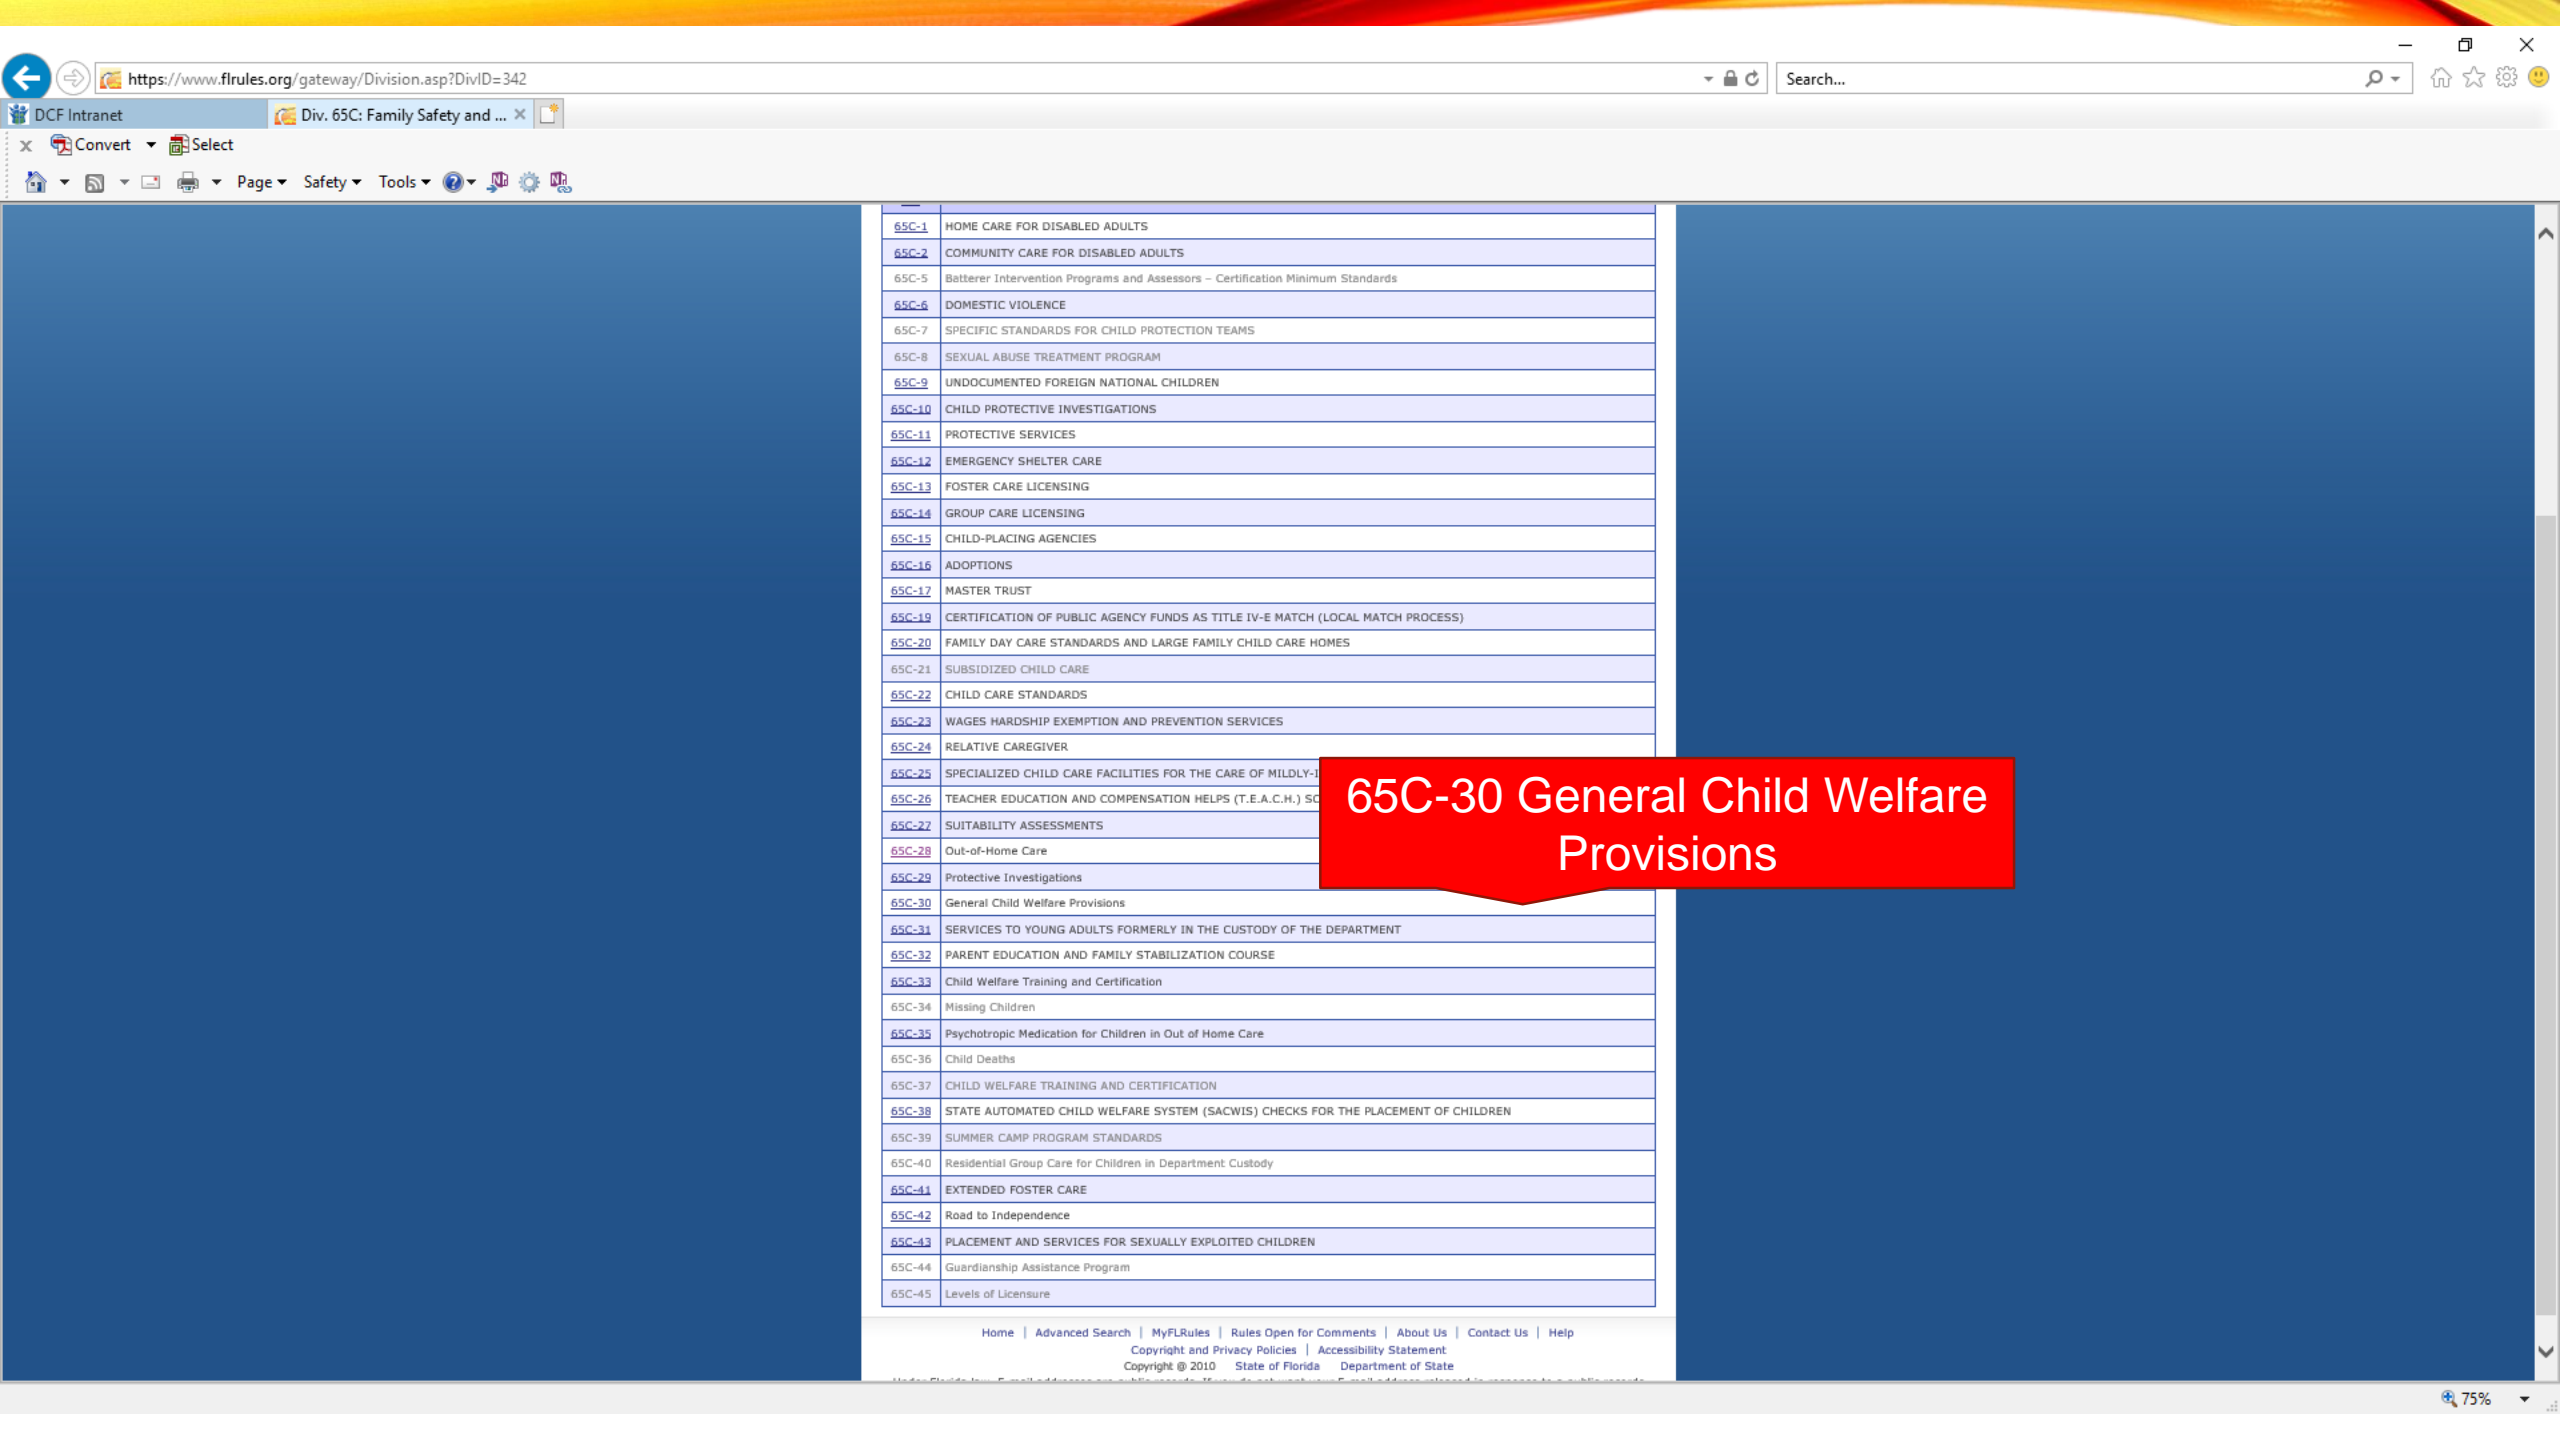 https://www.flrules.org/gateway/Division.asp?DivID=342
Search...
DCF Intranet
Div. 65C: Family Safety and ...
Convert
Select
Page
Safety
Tools
65C-1 HOME CARE FOR DISABLED ADULTS
65C-2 COMMUNITY CARE FOR DISABLED ADULTS
65C-5 Batterer Intervention Programs and Assessors – Certification Minimum Standards
65C-6 DOMESTIC VIOLENCE
65C-7 SPECIFIC STANDARDS FOR CHILD PROTECTION TEAMS
65C-8 SEXUAL ABUSE TREATMENT PROGRAM
65C-9 UNDOCUMENTED FOREIGN NATIONAL CHILDREN
65C-10 CHILD PROTECTIVE INVESTIGATIONS
65C-11 PROTECTIVE SERVICES
65C-12 EMERGENCY SHELTER CARE
65C-13 FOSTER CARE LICENSING
65C-14 GROUP CARE LICENSING
65C-15 CHILD-PLACING AGENCIES
65C-16 ADOPTIONS
65C-17 MASTER TRUST
65C-19 CERTIFICATION OF PUBLIC AGENCY FUNDS AS TITLE IV-E MATCH (LOCAL MATCH PROCESS)
65C-20 FAMILY DAY CARE STANDARDS AND LARGE FAMILY CHILD CARE HOMES
65C-21 SUBSIDIZED CHILD CARE
65C-22 CHILD CARE STANDARDS
65C-23 WAGES HARDSHIP EXEMPTION AND PREVENTION SERVICES
65C-24 RELATIVE CAREGIVER
65C-25 SPECIALIZED CHILD CARE FACILITIES FOR THE CARE OF
65C-26 TEACHER EDUCATION AND COMPENSATION HELPS (T.E.A.C.H.)
65C-27 SUITABILITY ASSESSMENTS
65C-28 Out-of-Home Care
65C-29 Protective Investigations
65C-30 General Child Welfare Provisions
65C-30 General Child Welfare
Provisions
65C-31 SERVICES TO YOUNG ADULTS FORMERLY IN THE CUSTODY OF THE DEPARTMENT
65C-32 PARENT EDUCATION AND FAMILY STABILIZATION COURSE
65C-33 Child Welfare Training and Certification
65C-34 Missing Children
65C-35 Psychotropic Medication for Children in Out of Home Care
65C-36 Child Deaths
65C-37 CHILD WELFARE TRAINING AND CERTIFICATION
65C-38 STATE AUTOMATED CHILD WELFARE SYSTEM (SACWIS) CHECKS FOR THE PLACEMENT OF CHILDREN
65C-39 SUMMER CAMP PROGRAM STANDARDS
65C-40 Residential Group Care for Children in Department Custody
65C-41 EXTENDED FOSTER CARE
65C-42 Road to Independence
65C-43 PLACEMENT AND SERVICES FOR SEXUALLY EXPLOITED CHILDREN
65C-44 Guardianship Assistance Program
65C-45 Levels of Licensure
Home | Advanced Search | MyFLRules | Rules Open for Comments | About Us | Contact Us | Help
Copyright and Privacy Policies | Accessibility Statement
Copyright @ 2010 State of Florida Department of State
75%